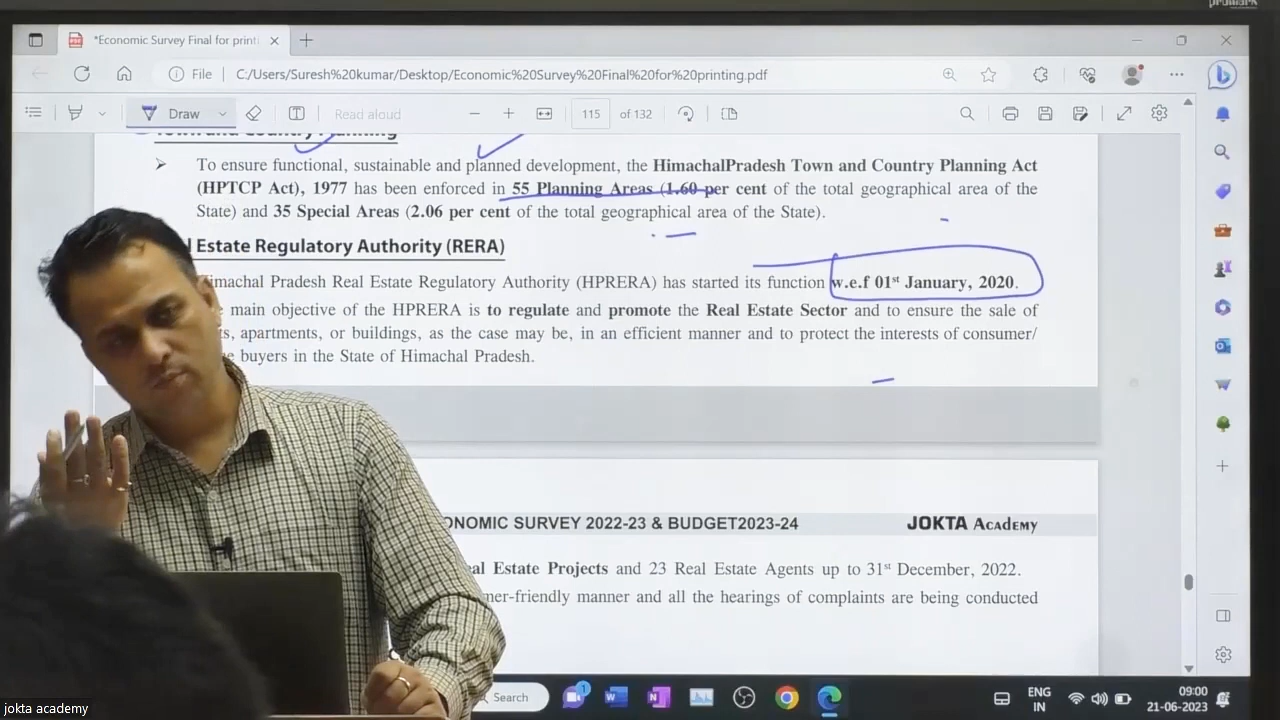 promark
*Economic Survey Final for printi
File C:/Users/Suresh%20kumar/Desktop/Economic%20Survey%20Final%20for%20printing.pdf
Draw Read aloud 115 of 132
Town and Country Planning
To ensure functional, sustainable and planned development, the HimachalPradesh Town and Country Planning Act
(HPTCP Act), 1977 has been enforced in 55 Planning Areas (1.60 per cent of the total geographical area of the
State) and 35 Special Areas (2.06 per cent of the total geographical area of the State).
Estate Regulatory Authority (RERA)
imachal Pradesh Real Estate Regulatory Authority (HPRERA) has started its function w.e.f 01st January, 2020.
main objective of the HPRERA is to regulate and promote the Real Estate Sector and to ensure the sale of
s, apartments, or buildings, as the case may be, in an efficient manner and to protect the interests of consumer/
buyers in the State of Himachal Pradesh.
ONOMIC SURVEY 2022-23 & BUDGET2023-24 JOKTA ACADEMY
al Estate Projects and 23 Real Estate Agents up to 31st December, 2022.
ner-friendly manner and all the hearings of complaints are being conducted
Search
1
ENG
IN
09:00
21-06-2023
jokta academy